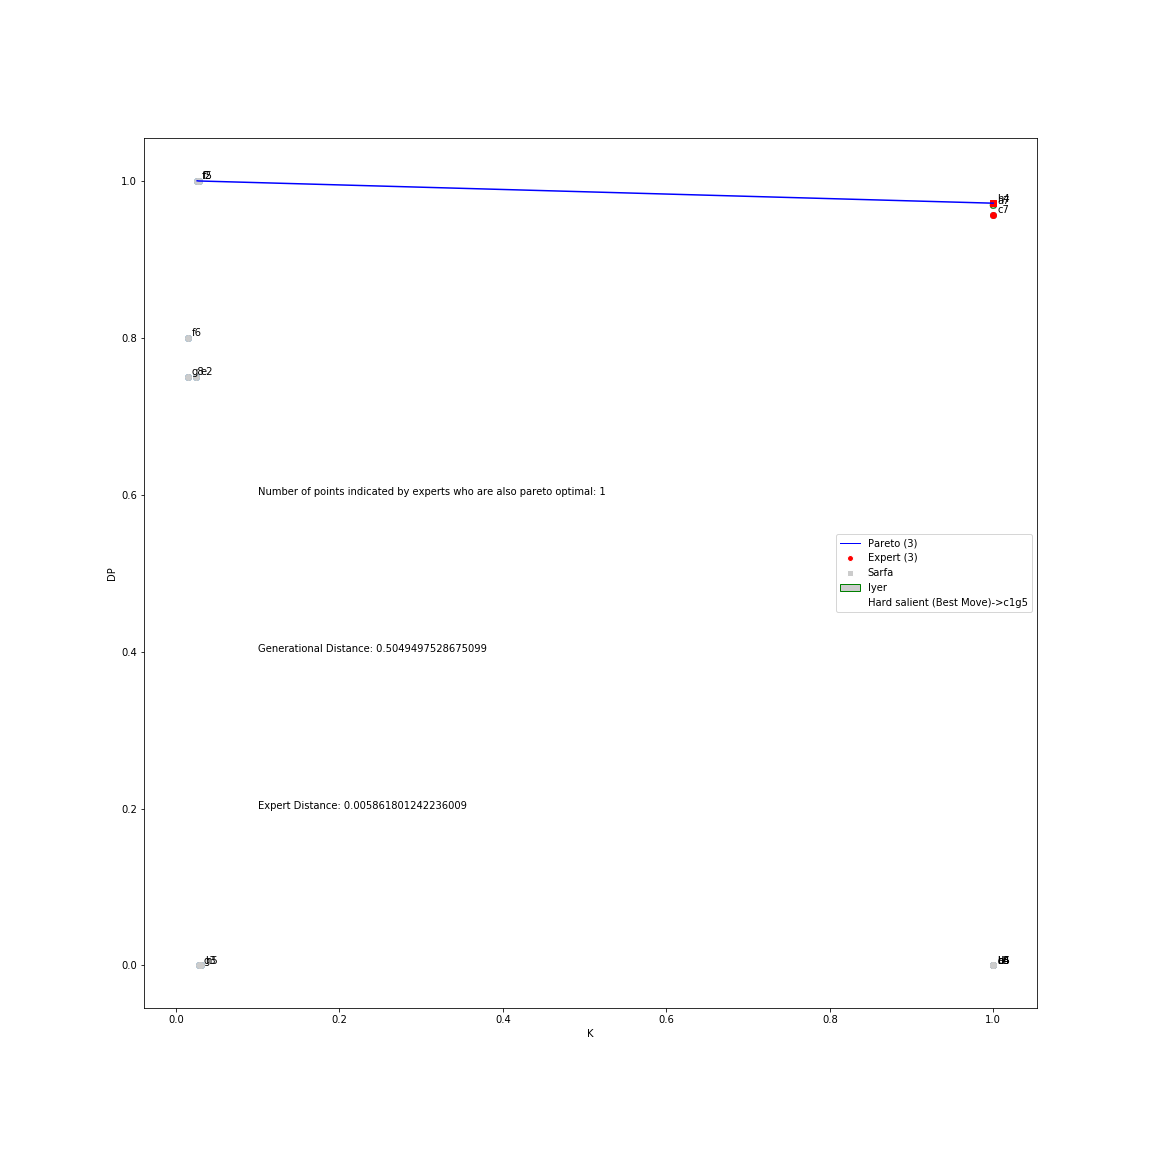 1.0
0.8
0.6
0.4
0.2
0.0
DP
c7
f6
Number of points indicated by experts who are also pareto optimal: 1
Pareto (3)
Expert (3)
Sarfa
Iyer
Hard salient (Best Move)->c1g5
Generational Distance: 0.5049497528675099
Expert Distance: 0.005861801242236009
0.0 0.2 0.4 0.6 0.8 1.0
K